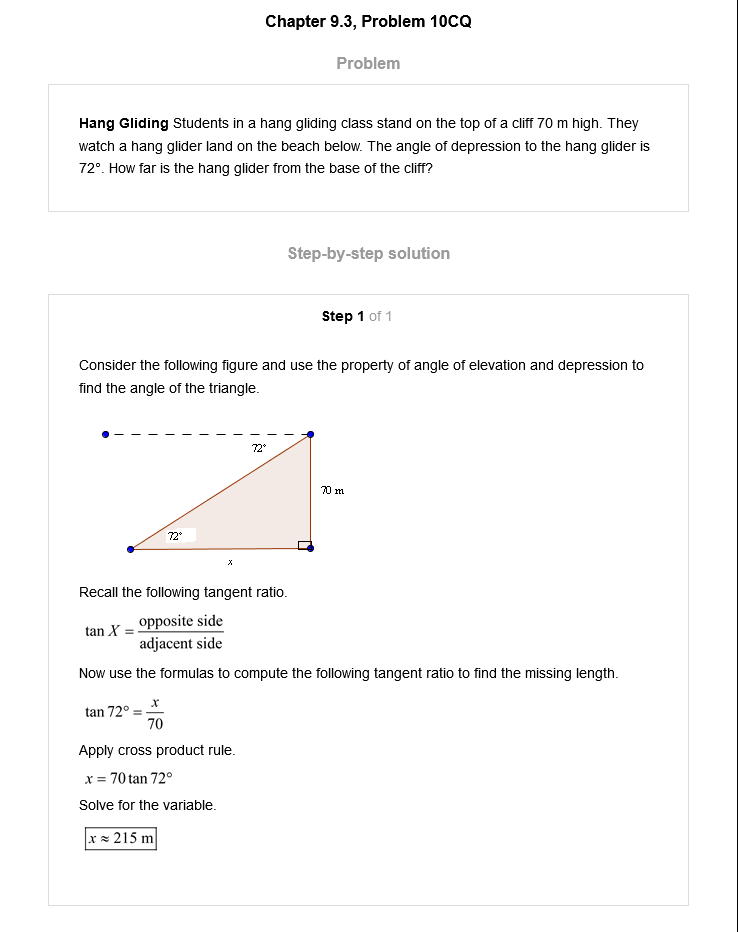 Chapter 9.3, Problem 10CQ
Problem
Hang Gliding Students in a hang gliding class stand on the top of a cliff 70 m high. They
watch a hang glider land on the beach below. The angle of depression to the hang glider is
72°. How far is the hang glider from the base of the cliff?
Step-by-step solution
Step 1 of 1
Consider the following figure and use the property of angle of elevation and depression to
find the angle of the triangle.
72°
70 m
72°
x
Recall the following tangent ratio.
tan X = opposite side / adjacent side
Now use the formulas to compute the following tangent ratio to find the missing length.
tan 72° = x / 70
Apply cross product rule.
x = 70 tan 72°
Solve for the variable.
x ≈ 215 m